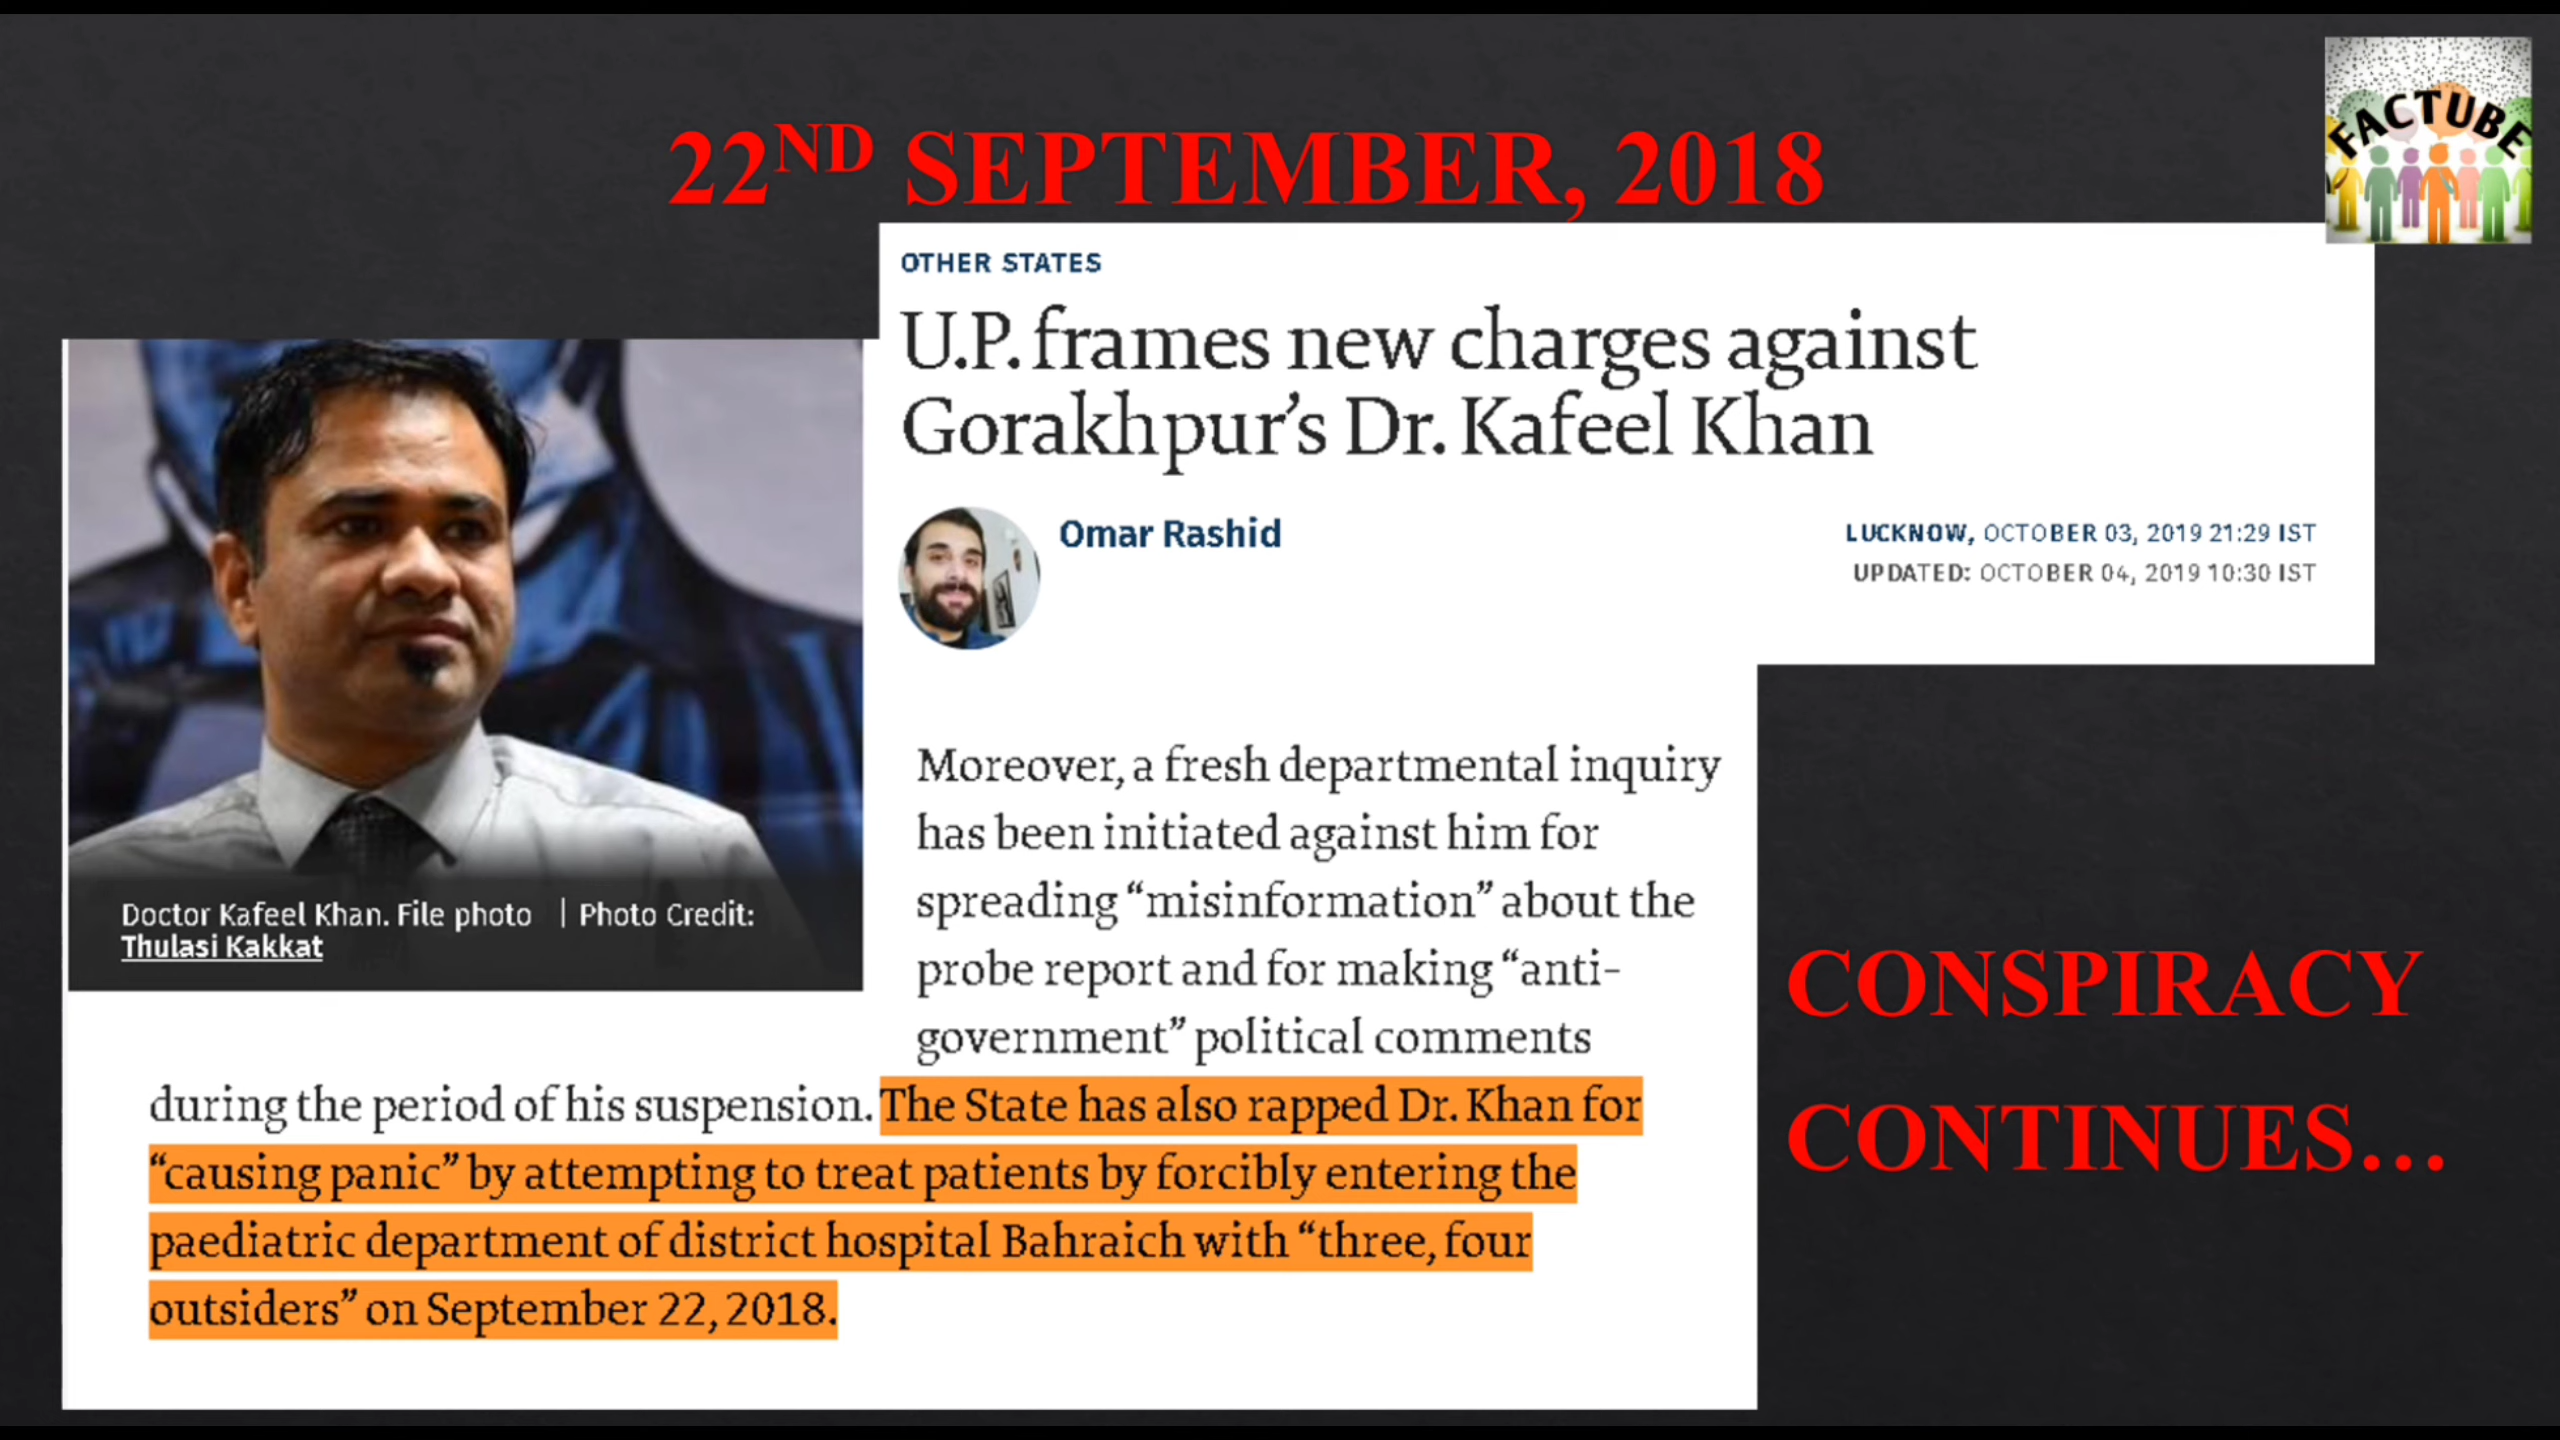 22ND SEPTEMBER, 2018
FACTUBE
OTHER STATES
U.P. frames new charges against
Gorakhpur’s Dr. Kafeel Khan
Omar Rashid
LUCKNOW, OCTOBER 03, 2019 21:29 IST
UPDATED: OCTOBER 04, 2019 10:30 IST
Doctor Kafeel Khan. File photo | Photo Credit:
Thulasi Kakkat
Moreover, a fresh departmental inquiry
has been initiated against him for
spreading “misinformation” about the
probe report and for making “anti-
government” political comments
during the period of his suspension. The State has also rapped Dr. Khan for
“causing panic” by attempting to treat patients by forcibly entering the
paediatric department of district hospital Bahraich with “three, four
outsiders” on September 22, 2018.
CONSPIRACY
CONTINUES...